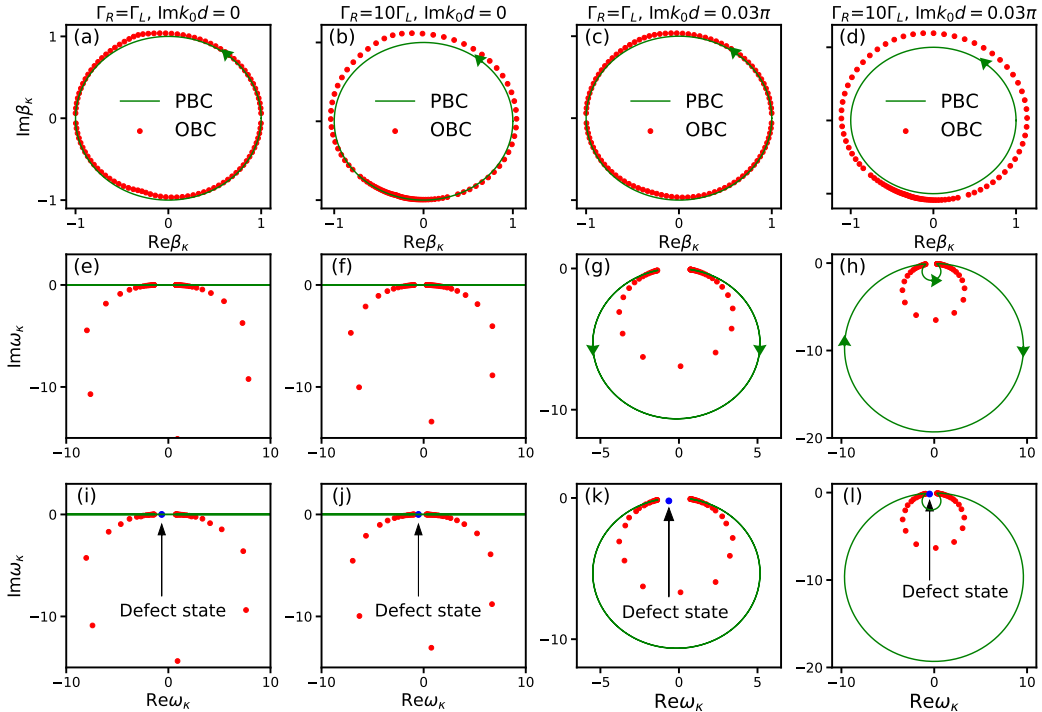 Γ_R=Γ_L, Imk_0d=0
Γ_R=10Γ_L, Imk_0d=0
Γ_R=Γ_L, Imk_0d=0.03π
Γ_R=10Γ_L, Imk_0d=0.03π
(a)
(b)
(c)
(d)
PBC
OBC
PBC
OBC
PBC
OBC
PBC
OBC
Imβ_κ
1
0
−1
−1 0 1
−1 0 1
−1 0 1
−1 0 1
Reβ_κ
Reβ_κ
Reβ_κ
Reβ_κ
(e)
(f)
(g)
(h)
Imω_κ
0
−10
0
−10
0
−10
0
−10
−20
−10 0 10
−10 0 10
−5 0 5
−10 0 10
(i)
(j)
(k)
(l)
Defect state
Defect state
Defect state
Defect state
Imω_κ
0
−10
0
−10
0
−10
0
−10
−20
−10 0 10
−10 0 10
−5 0 5
−10 0 10
Reω_κ
Reω_κ
Reω_κ
Reω_κ